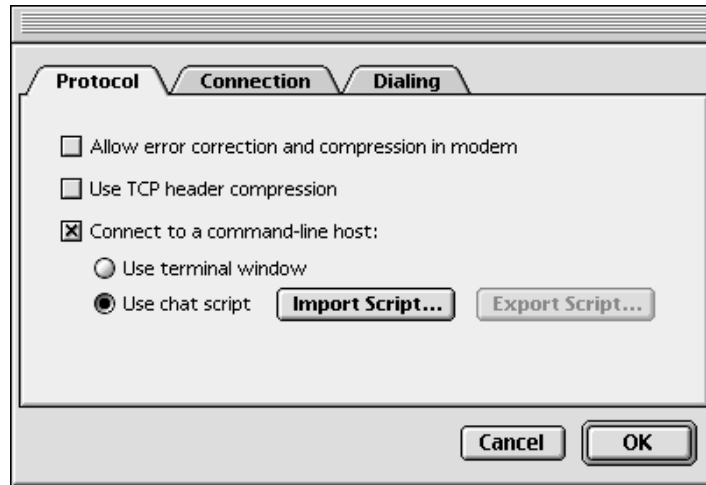 Protocol Connection Dialing
Allow error correction and compression in modem
Use TCP header compression
Connect to a command-line host:
Use terminal window
Use chat script Import Script... Export Script...
Cancel OK